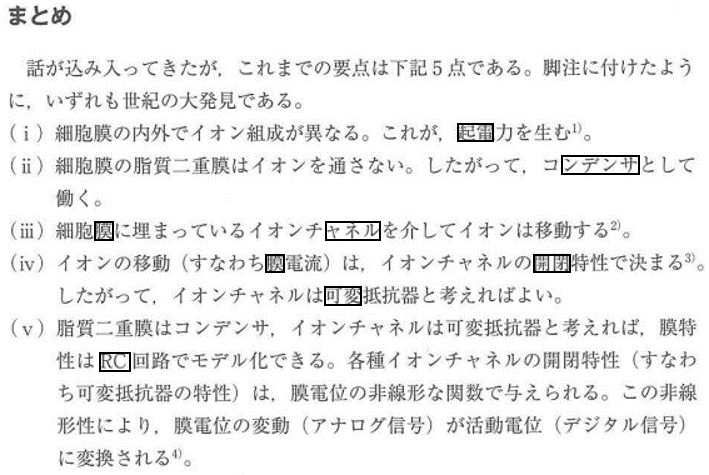 まとめ
話が込み入ってきたが，これまでの要点は下記5点である。脚注に付けたよう
に，いずれも世紀の大発見である。
(ⅰ) 細胞膜の内外でイオン組成が異なる。これが，起電力を生む1)。
(ⅱ) 細胞膜の脂質二重膜はイオンを通さない。したがって，コンデンサとして
働く。
(ⅲ) 細胞膜に埋まっているイオンチャネルを介してイオンは移動する2)。
(ⅳ) イオンの移動（すなわち膜電流）は，イオンチャネルの開閉特性で決まる3)。
したがって，イオンチャネルは可変抵抗器と考えればよい。
(ⅴ) 脂質二重膜はコンデンサ，イオンチャネルは可変抵抗器と考えれば，膜特
性はRC回路でモデル化できる。各種イオンチャネルの開閉特性（すなわ
ち可変抵抗器の特性）は，膜電位の非線形な関数で与えられる。この非線
形性により，膜電位の変動（アナログ信号）が活動電位（デジタル信号）
に変換される4)。